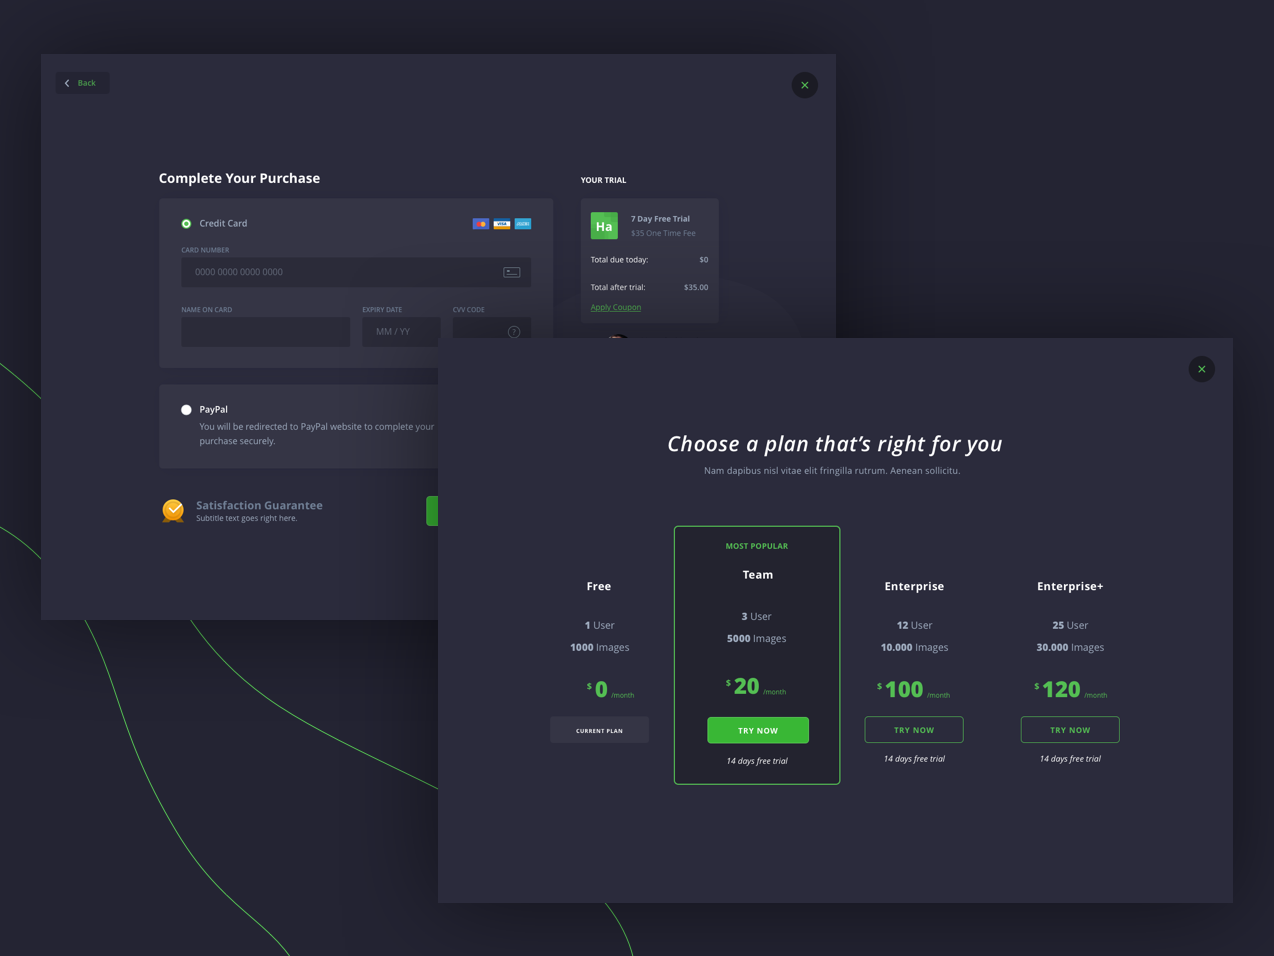 Back
Complete Your Purchase
Credit Card
VISA
CARD NUMBER
0000 0000 0000 0000
NAME ON CARD
EXPIRY DATE
CVV CODE
MM / YY
?
PayPal
You will be redirected to PayPal website to complete your
purchase securely.
Satisfaction Guarantee
Subtitle text goes right here.
YOUR TRIAL
Ha
7 Day Free Trial
$35 One Time Fee
Total due today: $0
Total after trial: $35.00
Apply Coupon
Choose a plan that's right for you
Nam dapibus nisl vitae elit fringilla rutrum. Aenean sollicitu.
Free
1 User
1000 Images
$ 0 /month
CURRENT PLAN
MOST POPULAR
Team
3 User
5000 Images
$ 20 /month
TRY NOW
14 days free trial
Enterprise
12 User
10.000 Images
$ 100 /month
TRY NOW
14 days free trial
Enterprise+
25 User
30.000 Images
$ 120 /month
TRY NOW
14 days free trial